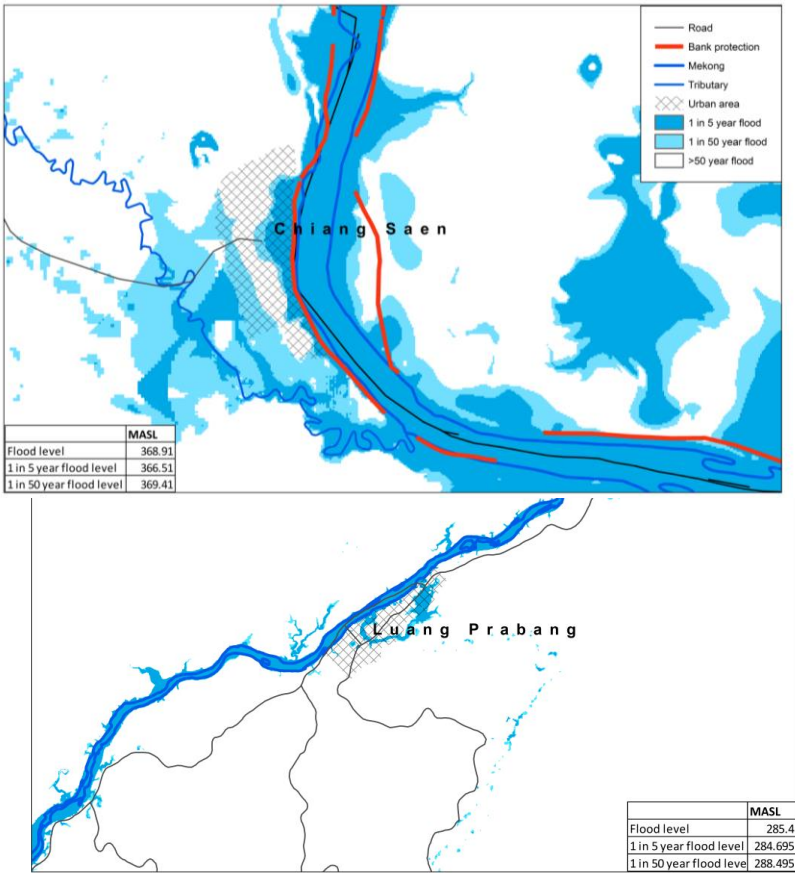 Road
Bank protection
Mekong
Tributary
Urban area
1 in 5 year flood
1 in 50 year flood
>50 year flood
Chiang Saen
MASL
Flood level 368.91
1 in 5 year flood level 366.51
1 in 50 year flood level 369.41
Luang Prabang
MASL
Flood level 285.4
1 in 5 year flood level 284.695
1 in 50 year flood leve 288.495